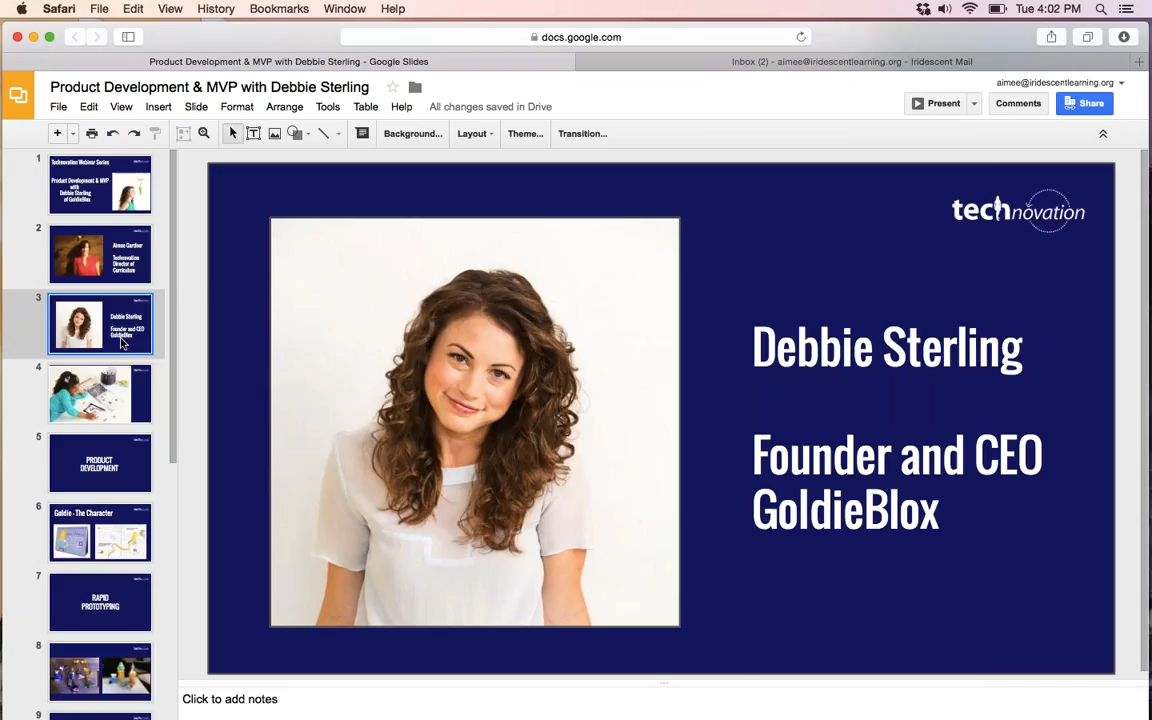 Safari File Edit View History Bookmarks Window Help Tue 4:02 PM
docs.google.com
Product Development & MVP with Debbie Sterling - Google Slides
Inbox (2) - aimee@iridescentlearning.org - Iridescent Mail
Product Development & MVP with Debbie Sterling
aimee@iridescentlearning.org
File Edit View Insert Slide Format Arrange Tools Table Help All changes saved in Drive
Present Comments Share
Background... Layout Theme... Transition...
1
Technovation Webinar Series
Product Development & MVP
with
Debbie Sterling
of GoldieBlox
2
Aimee Gardner
Technovation
Director of
Curriculum
3
Debbie Sterling
Founder and CEO
GoldieBlox
4
5
PRODUCT
DEVELOPMENT
6
Goldie - The Character
7
RAPID
PROTOTYPING
8
9
technovation
Debbie Sterling
Founder and CEO
GoldieBlox
Click to add notes